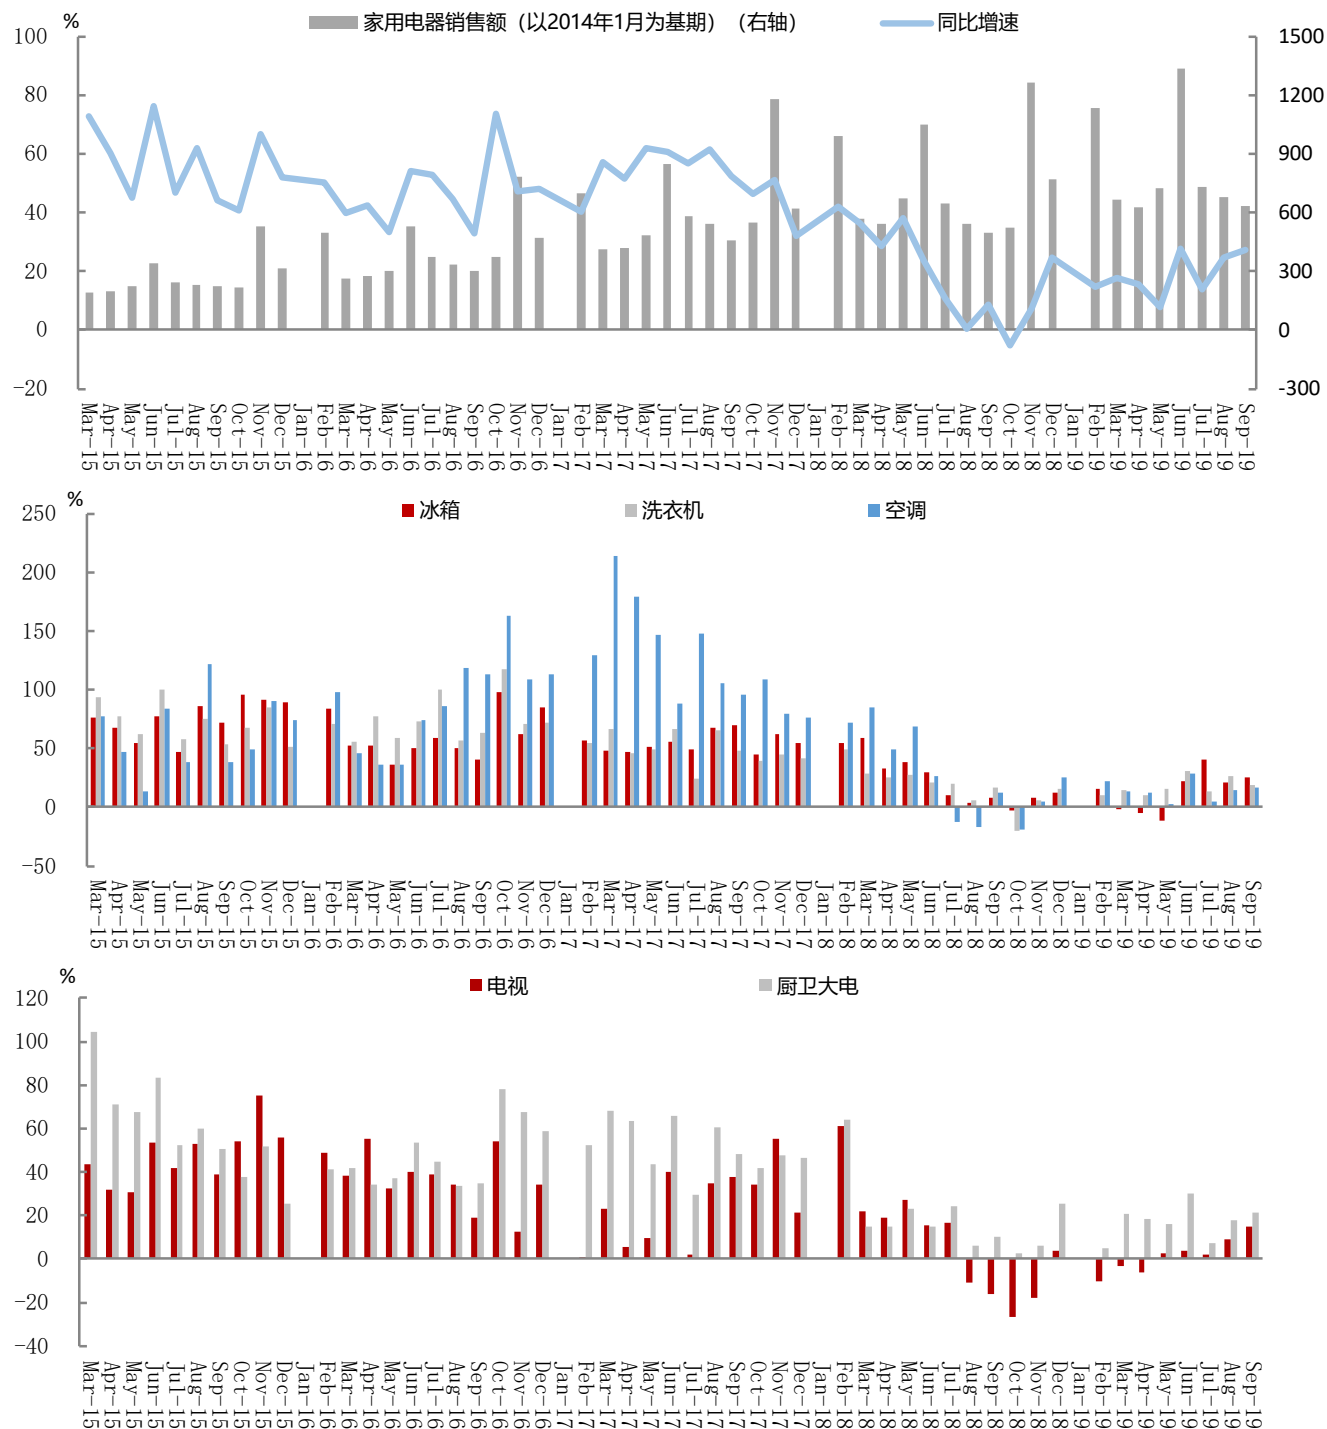 %
家用电器销售额（以2014年1月为基期）（右轴）
同比增速
100
80
60
40
20
0
-20
1500
1200
900
600
300
0
-300
Mar-15
Apr-15
May-15
Jun-15
Jul-15
Aug-15
Sep-15
Oct-15
Nov-15
Dec-15
Jan-16
Feb-16
Mar-16
Apr-16
May-16
Jun-16
Jul-16
Aug-16
Sep-16
Oct-16
Nov-16
Dec-16
Jan-17
Feb-17
Mar-17
Apr-17
May-17
Jun-17
Jul-17
Aug-17
Sep-17
Oct-17
Nov-17
Dec-17
Jan-18
Feb-18
Mar-18
Apr-18
May-18
Jun-18
Jul-18
Aug-18
Sep-18
Oct-18
Nov-18
Dec-18
Jan-19
Feb-19
Mar-19
Apr-19
May-19
Jun-19
Jul-19
Aug-19
Sep-19
%
冰箱
洗衣机
空调
250
200
150
100
50
0
-50
Mar-15
Apr-15
May-15
Jun-15
Jul-15
Aug-15
Sep-15
Oct-15
Nov-15
Dec-15
Jan-16
Feb-16
Mar-16
Apr-16
May-16
Jun-16
Jul-16
Aug-16
Sep-16
Oct-16
Nov-16
Dec-16
Jan-17
Feb-17
Mar-17
Apr-17
May-17
Jun-17
Jul-17
Aug-17
Sep-17
Oct-17
Nov-17
Dec-17
Jan-18
Feb-18
Mar-18
Apr-18
May-18
Jun-18
Jul-18
Aug-18
Sep-18
Oct-18
Nov-18
Dec-18
Jan-19
Feb-19
Mar-19
Apr-19
May-19
Jun-19
Jul-19
Aug-19
Sep-19
%
电视
厨卫大电
120
100
80
60
40
20
0
-20
-40
Mar-15
Apr-15
May-15
Jun-15
Jul-15
Aug-15
Sep-15
Oct-15
Nov-15
Dec-15
Jan-16
Feb-16
Mar-16
Apr-16
May-16
Jun-16
Jul-16
Aug-16
Sep-16
Oct-16
Nov-16
Dec-16
Jan-17
Feb-17
Mar-17
Apr-17
May-17
Jun-17
Jul-17
Aug-17
Sep-17
Oct-17
Nov-17
Dec-17
Jan-18
Feb-18
Mar-18
Apr-18
May-18
Jun-18
Jul-18
Aug-18
Sep-18
Oct-18
Nov-18
Dec-18
Jan-19
Feb-19
Mar-19
Apr-19
May-19
Jun-19
Jul-19
Aug-19
Sep-19